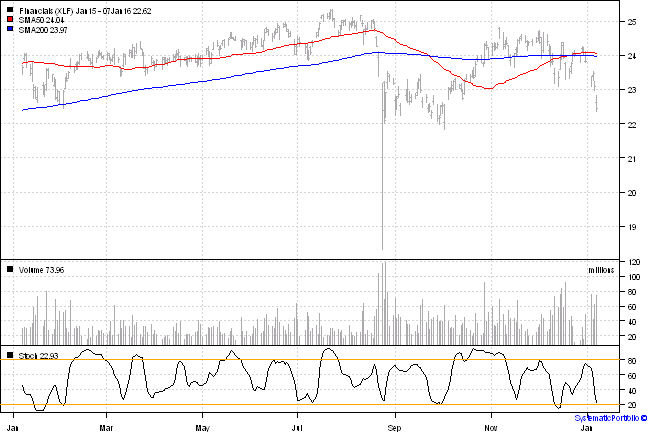 Financials (XLF) Jan15 - 07Jan16 22.62
SMA50 24.04
SMA200 23.97
25
24
23
22
21
20
19
Volume 73.96
millions
120
100
80
60
40
20
Stoch 22.93
80
60
40
20
Jan Mar May Jul Sep Nov Jan
SystematicPortfolio ©